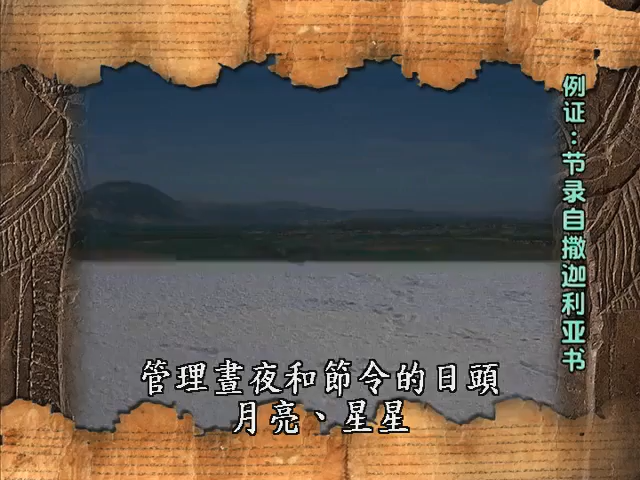 例证：节录自撒迦利亚书
管理晝夜和節令的日頭
月亮、星星